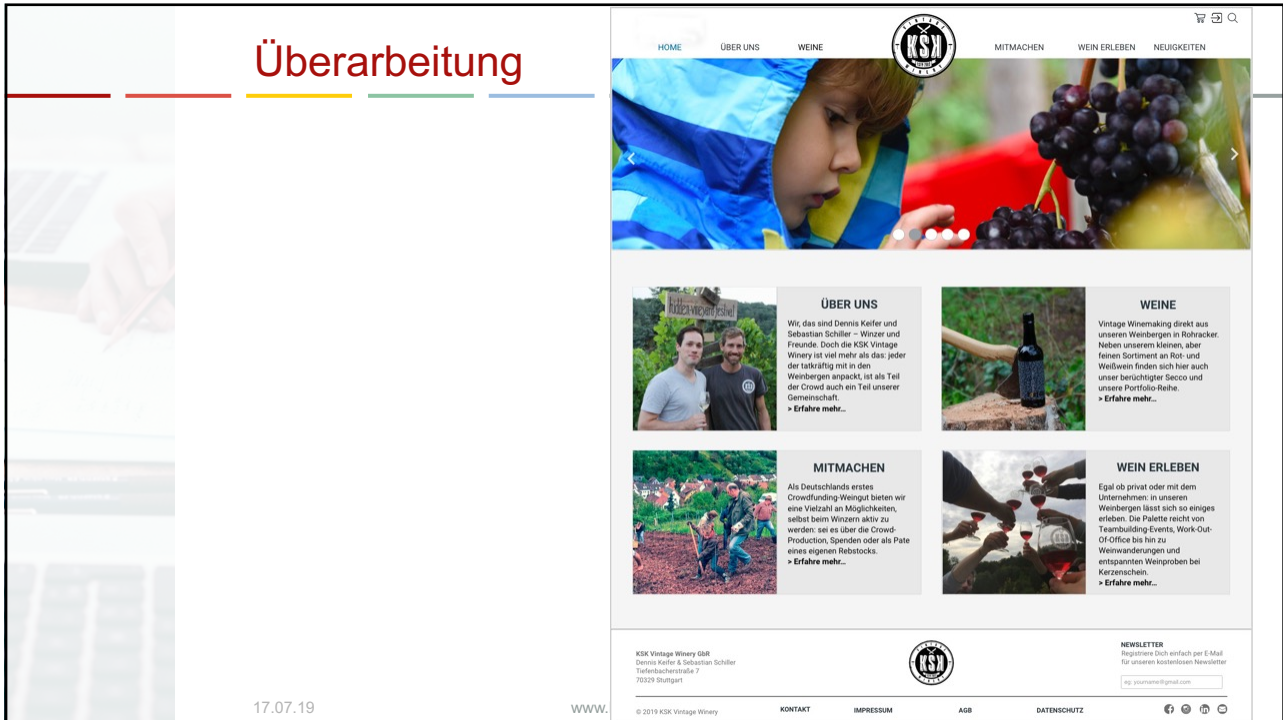 Überarbeitung
HOME ÜBER UNS WEINE MITMACHEN WEIN ERLEBEN NEUIGKEITEN
VINTAGE
KSK
WINERY
hidden-vineyard festival
ÜBER UNS
Wir, das sind Dennis Keifer und
Sebastian Schiller – Winzer und
Freunde. Doch die KSK Vintage
Winery ist viel mehr als das: jeder
der tatkräftig mit in den
Weinbergen anpackt, ist als Teil
der Crowd auch ein Teil unserer
Gemeinschaft.
> Erfahre mehr...
WEINE
Vintage Winemaking direkt aus
unseren Weinbergen in Rohracker.
Neben unserem kleinen, aber
feinen Sortiment an Rot- und
Weißwein finden sich hier auch
unser berüchtigter Secco und
unsere Portfolio-Reihe.
> Erfahre mehr...
MITMACHEN
Als Deutschlands erstes
Crowdfunding-Weingut bieten wir
eine Vielzahl an Möglichkeiten,
selbst beim Winzern aktiv zu
werden: sei es über die Crowd-
Production, Spenden oder als Pate
eines eigenen Rebstocks.
> Erfahre mehr...
WEIN ERLEBEN
Egal ob privat oder mit dem
Unternehmen: in unseren
Weinbergen lässt sich so einiges
erleben. Die Palette reicht von
Teambuilding-Events, Work-Out-
Of-Office bis hin zu
Weinwanderungen und
entspannten Weinproben bei
Kerzenschein.
> Erfahre mehr...
KSK Vintage Winery GbR
Dennis Keifer & Sebastian Schiller
Tiefenbacherstraße 7
70329 Stuttgart
VINTAGE
KSK
WINERY
NEWSLETTER
Registriere Dich einfach per E-Mail
für unseren kostenlosen Newsletter
eg: yourname@gmail.com
© 2019 KSK Vintage Winery KONTAKT IMPRESSUM AGB DATENSCHUTZ
17.07.19 www.